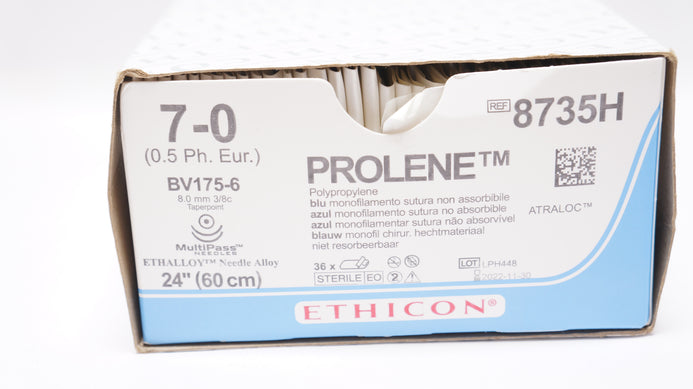 7-0
(0.5 Ph. Eur.)
BV175-6
8.0 mm 3/8c
Taperpoint
MultiPass™
NEEDLES
ETHALLOY™ Needle Alloy
24" (60 cm)
REF 8735H
PROLENE™
Polypropylene
blu monofilamento sutura non assorbibile
azul monofilamento sutura no absorbible
azul monofilamentar sutura não absorvível
blauw monofil chirur. hechtmateriaal
niet resorbeerbaar
ATRALOC™
36 x
STERILE EO 2
LOT LPH448
2022-11-30
ETHICON®